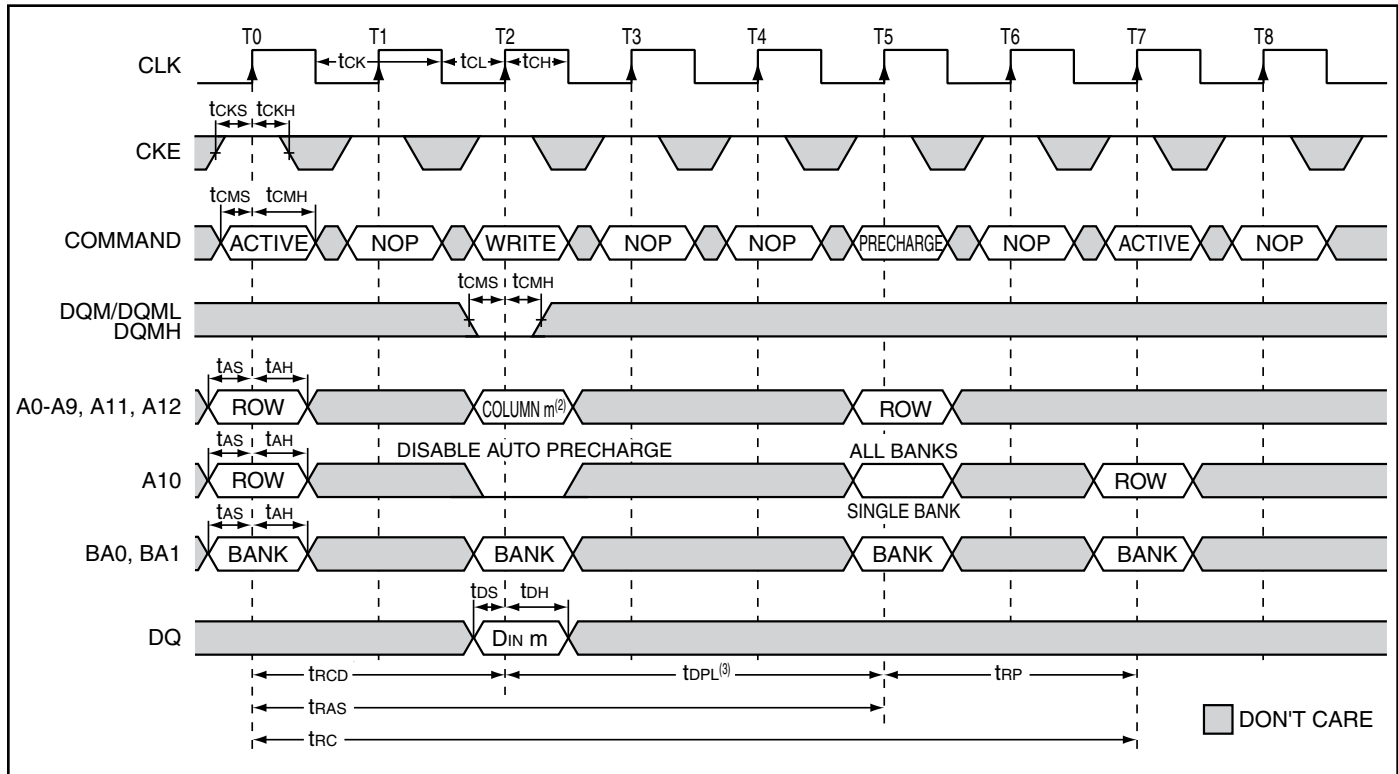 T0 T1 T2 T3 T4 T5 T6 T7 T8
CLK tCK tCL tCH
tCKS tCKH
CKE
tCMS tCMH
COMMAND ACTIVE NOP WRITE NOP NOP PRECHARGE NOP ACTIVE NOP
tCMS tCMH
DQM/DQML
DQMH
tAS tAH
A0-A9, A11, A12 ROW COLUMN m(2) ROW
tAS tAH DISABLE AUTO PRECHARGE ALL BANKS
A10 ROW ROW
tAS tAH SINGLE BANK
BA0, BA1 BANK BANK BANK BANK
tDS tDH
DQ DIN m
tRCD tDPL(3) tRP
tRAS
DON'T CARE
tRC